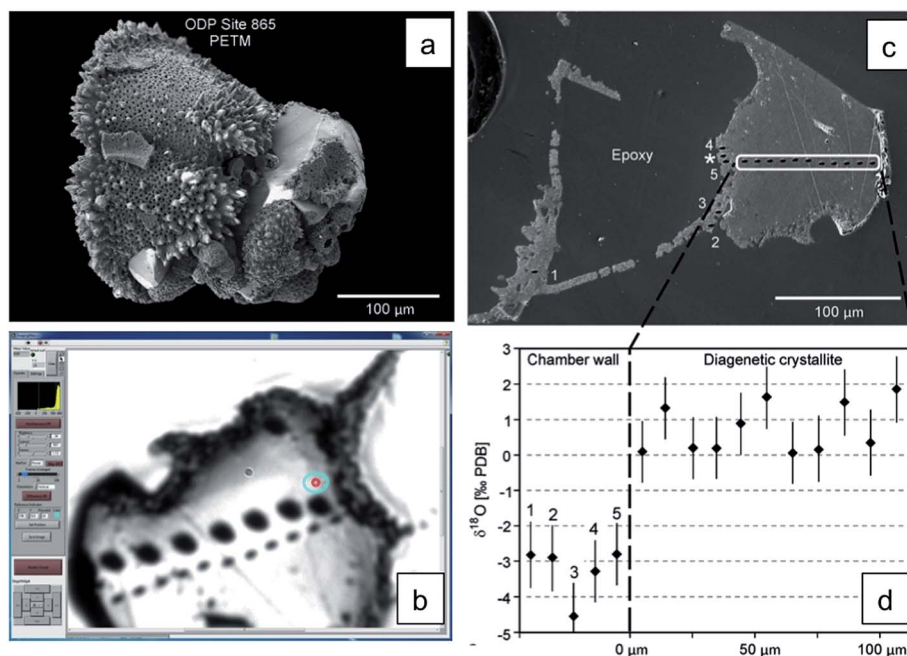 ODP Site 865
PETM
a
100 µm
c
Epoxy
4
*
5
3
2
1
100 µm
b
3
2
1
0
-1
-2
-3
-4
-5
δ¹⁸O [‰ PDB]
Chamber wall
Diagenetic crystallite
1
2
3
4
5
d
0 µm
50 µm
100 µm